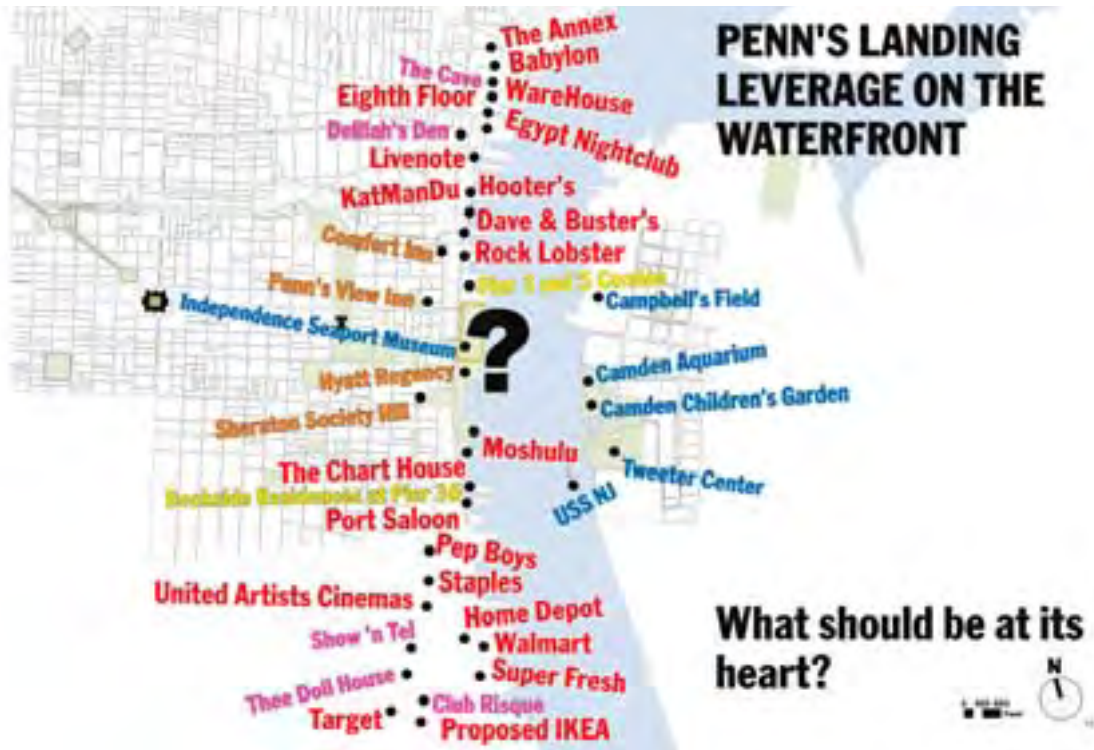 The Annex
PENN'S LANDING
LEVERAGE ON THE
WATERFRONT
Babylon
The Cave
Eighth Floor
WareHouse
Egypt Nightclub
Delilah's Den
Livenote
KatManDu
Hooter's
Dave & Buster's
Comfort Inn
Rock Lobster
Penn's View Inn
Campbell's Field
Independence Seaport Museum
?
Hyatt Regency
Camden Aquarium
Camden Children's Garden
Sheraton Society Hill
Moshulu
The Chart House
Tweeter Center
Dockside Residences at Pier
USS NJ
Port Saloon
Pep Boys
Staples
United Artists Cinemas
Home Depot
Show 'n Tel
Walmart
Super Fresh
Thee Doll House
Club Risque
Target
Proposed IKEA
What should be at its
heart?
N